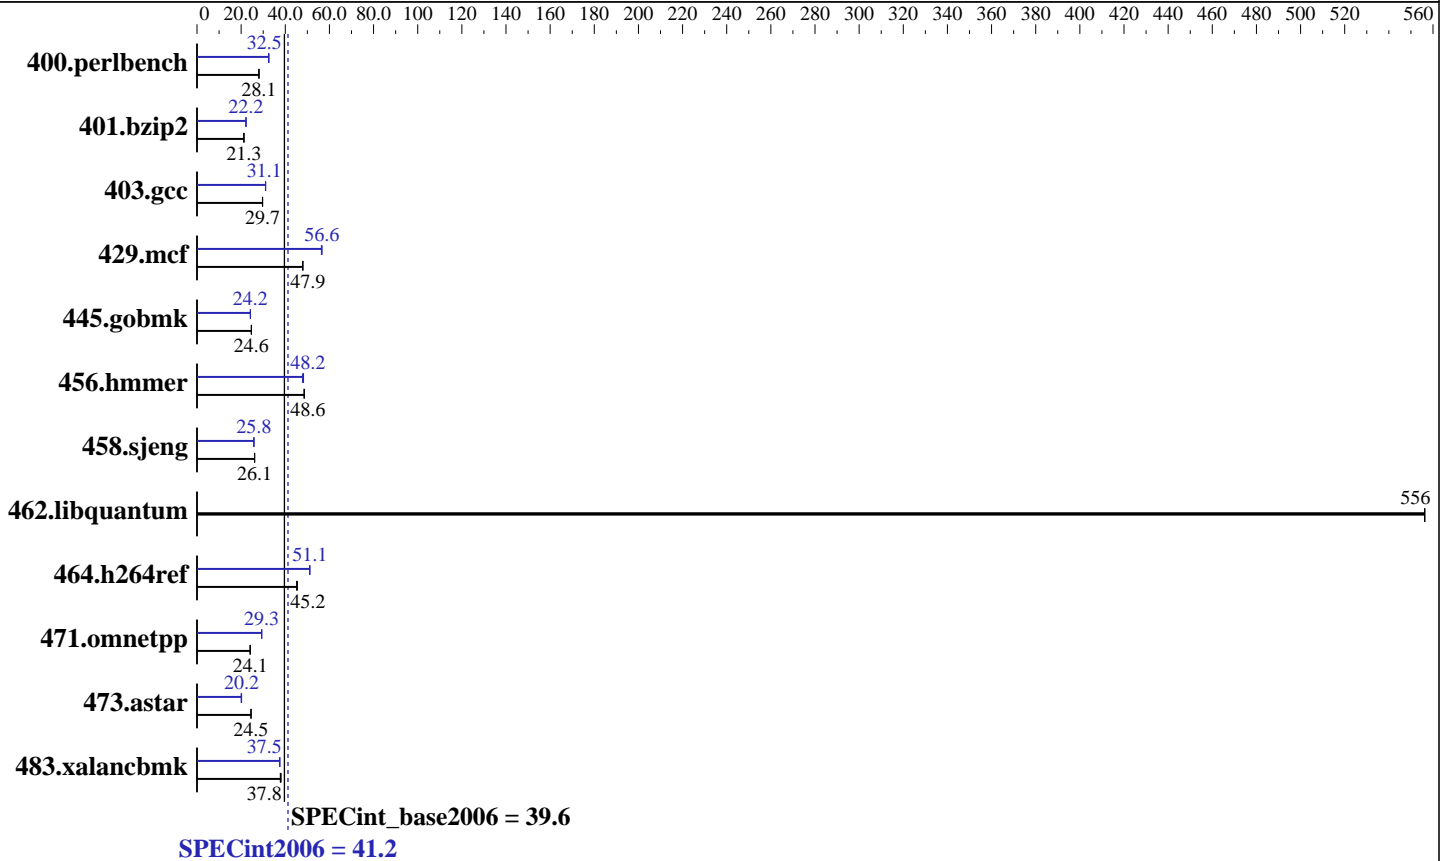 0 20.0 40.0 60.0 80.0 100 120 140 160 180 200 220 240 260 280 300 320 340 360 380 400 420 440 460 480 500 520 560
32.5
400.perlbench
28.1
22.2
401.bzip2
21.3
31.1
403.gcc
29.7
56.6
429.mcf
47.9
24.2
445.gobmk
24.6
48.2
456.hmmer
48.6
25.8
458.sjeng
26.1
556
462.libquantum
51.1
464.h264ref
45.2
29.3
471.omnetpp
24.1
20.2
473.astar
24.5
37.5
483.xalancbmk
37.8
SPECint_base2006 = 39.6
SPECint2006 = 41.2